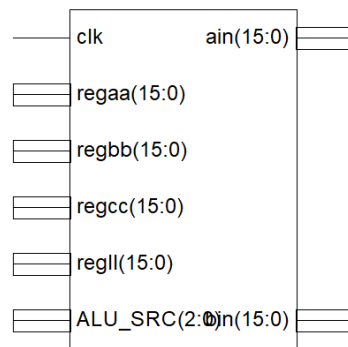 clk ain(15:0)
regaa(15:0)
regbb(15:0)
regcc(15:0)
regll(15:0)
ALU_SRC(2:0) bin(15:0)